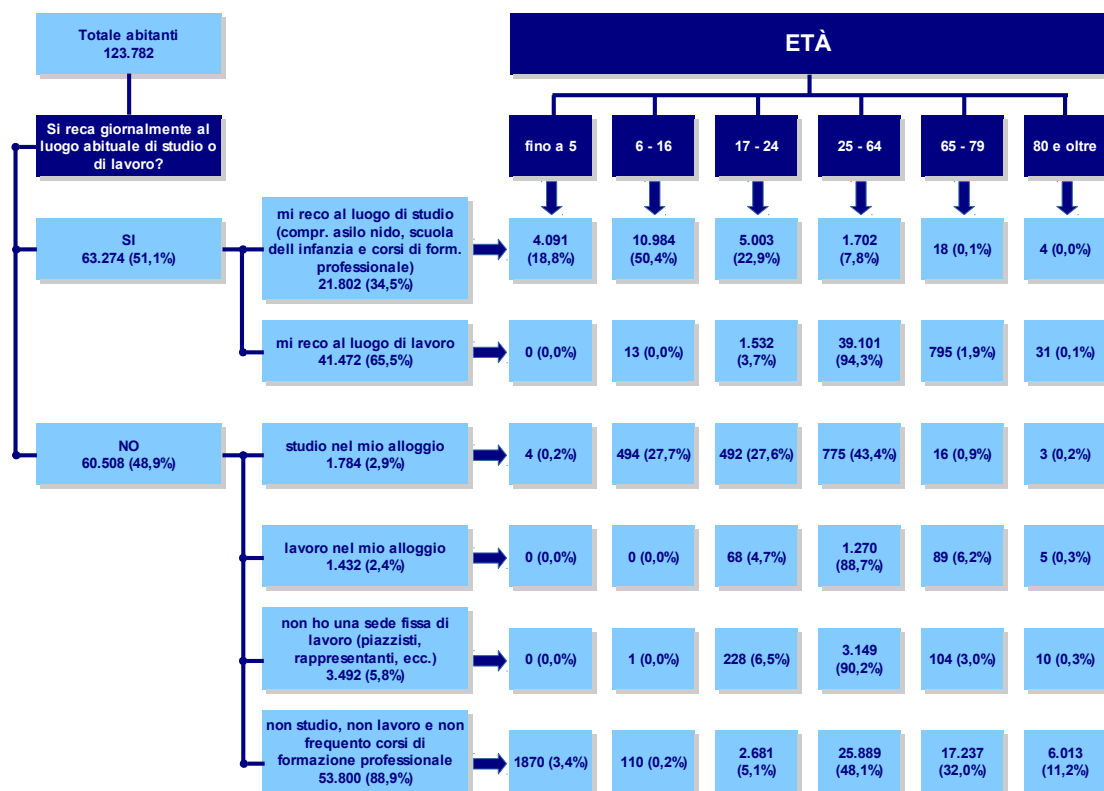 Totale abitanti
123.782
ETÀ
Si reca giornalmente al
luogo abituale di studio o
di lavoro?
fino a 5
6 - 16
17 - 24
25 - 64
65 - 79
80 e oltre
SI
63.274 (51,1%)
mi reco al luogo di studio
(compr. asilo nido, scuola
dell infanzia e corsi di form.
professionale)
21.802 (34,5%)
4.091
(18,8%)
10.984
(50,4%)
5.003
(22,9%)
1.702
(7,8%)
18 (0,1%)
4 (0,0%)
mi reco al luogo di lavoro
41.472 (65,5%)
0 (0,0%)
13 (0,0%)
1.532
(3,7%)
39.101
(94,3%)
795 (1,9%)
31 (0,1%)
NO
60.508 (48,9%)
studio nel mio alloggio
1.784 (2,9%)
4 (0,2%)
494 (27,7%)
492 (27,6%)
775 (43,4%)
16 (0,9%)
3 (0,2%)
lavoro nel mio alloggio
1.432 (2,4%)
0 (0,0%)
0 (0,0%)
68 (4,7%)
1.270
(88,7%)
89 (6,2%)
5 (0,3%)
non ho una sede fissa di
lavoro (piazzisti,
rappresentanti, ecc.)
3.492 (5,8%)
0 (0,0%)
1 (0,0%)
228 (6,5%)
3.149
(90,2%)
104 (3,0%)
10 (0,3%)
non studio, non lavoro e non
frequento corsi di
formazione professionale
53.800 (88,9%)
1870 (3,4%)
110 (0,2%)
2.681
(5,1%)
25.889
(48,1%)
17.237
(32,0%)
6.013
(11,2%)